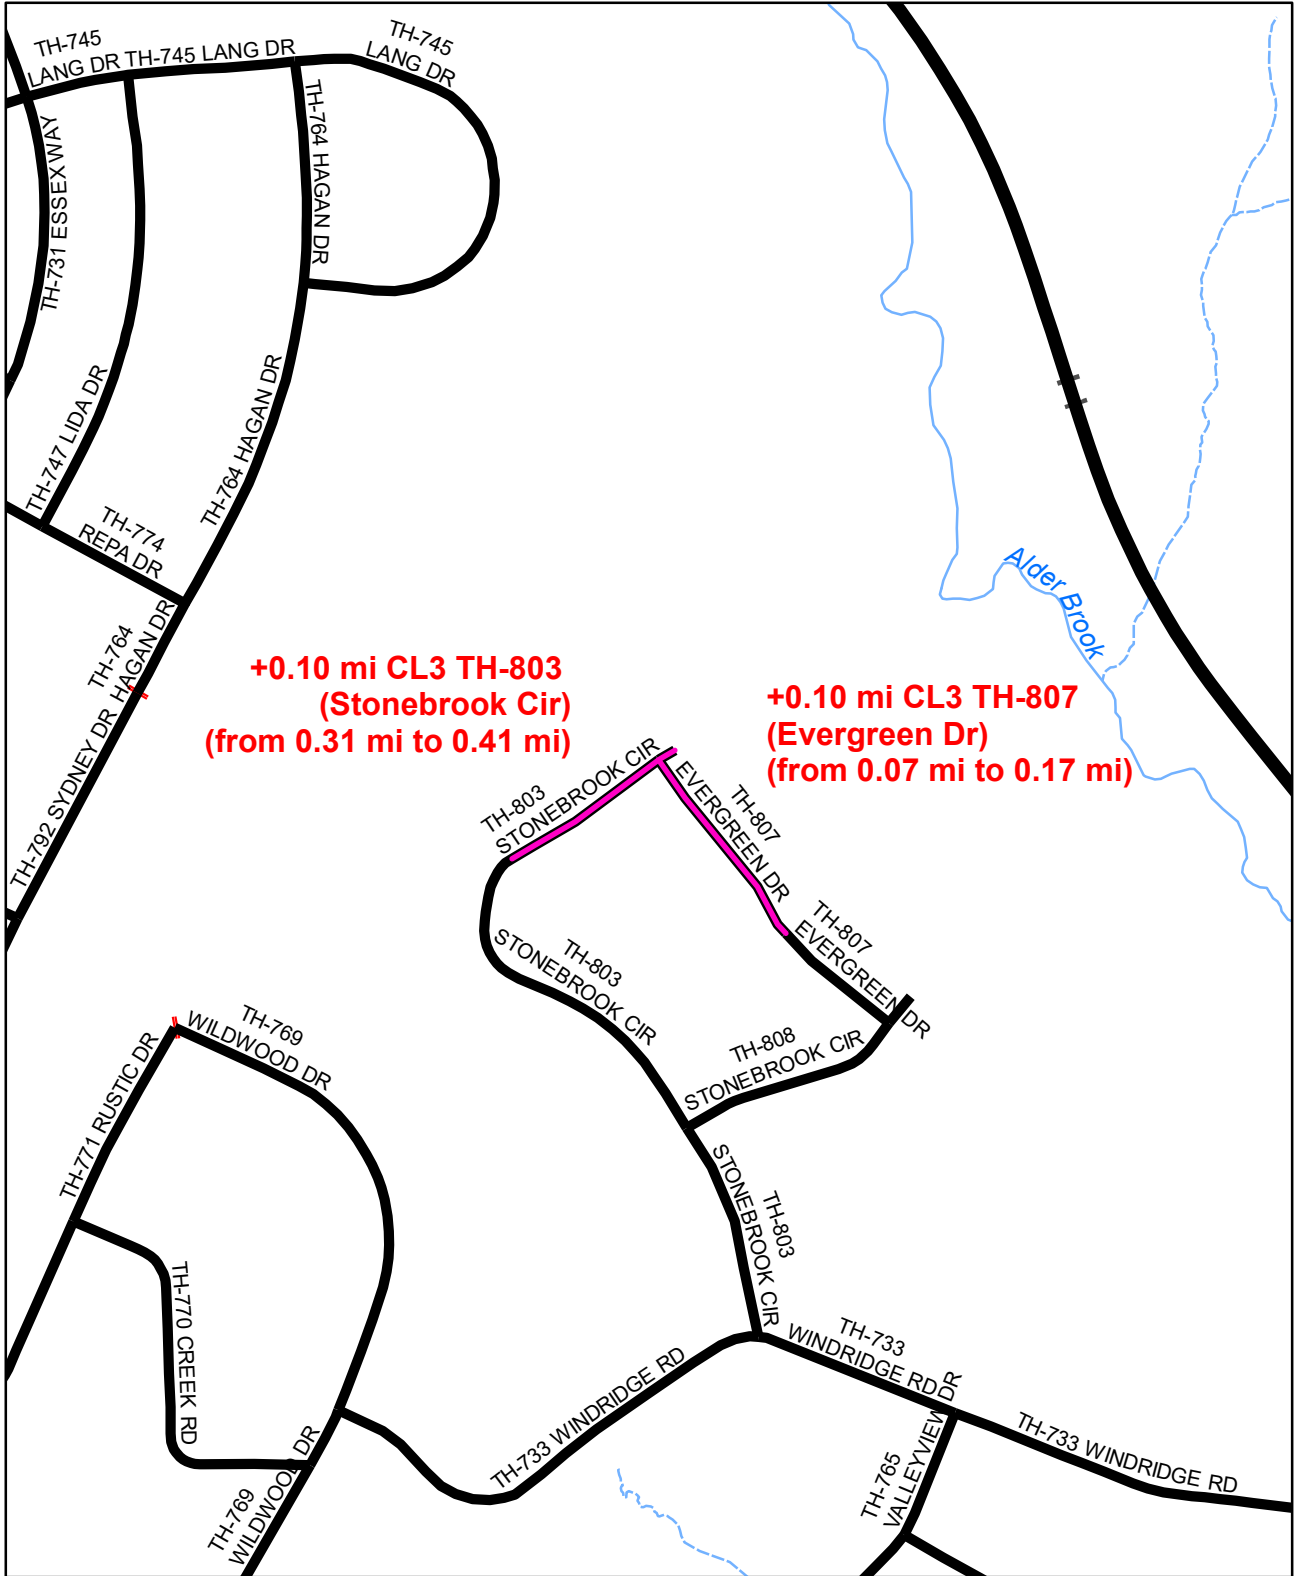 TH-745
LANG DR
TH-745 LANG DR
TH-745
LANG DR
TH-731 ESSEXWAY
TH-764 HAGAN DR
TH-747 LIDA DR
TH-764 HAGAN DR
TH-774
REPA DR
TH-764
HAGAN DR
TH-792 SYDNEY DR
Alder Brook
+0.10 mi CL3 TH-803
(Stonebrook Cir)
(from 0.31 mi to 0.41 mi)
+0.10 mi CL3 TH-807
(Evergreen Dr)
(from 0.07 mi to 0.17 mi)
TH-803
STONEBROOK CIR
TH-807
EVERGREEN DR
TH-807
EVERGREEN DR
TH-803
STONEBROOK CIR
TH-808
STONEBROOK CIR
TH-769
WILDWOOD DR
TH-771 RUSTIC DR
TH-803
STONEBROOK CIR
TH-770 CREEK RD
TH-733
WINDRIDGE RD
TH-733 WINDRIDGE RD
TH-765
VALLEYVIEW DR
TH-733 WINDRIDGE RD
TH-769
WILDWOOD DR